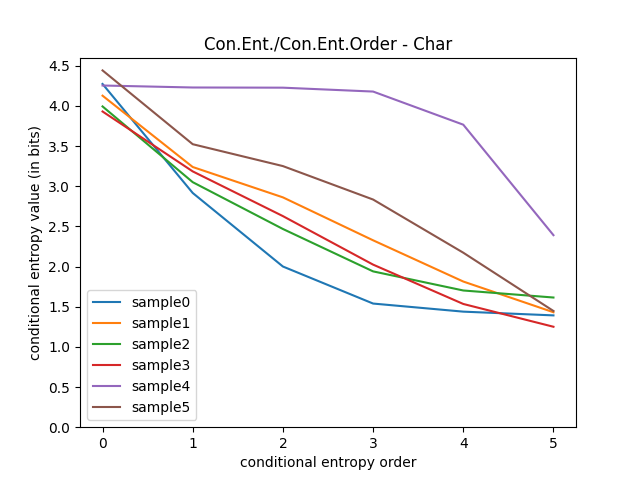 Con.Ent./Con.Ent.Order - Char
conditional entropy value (in bits)
4.5
4.0
3.5
3.0
2.5
2.0
1.5
1.0
0.5
0.0
sample0
sample1
sample2
sample3
sample4
sample5
0 1 2 3 4 5
conditional entropy order